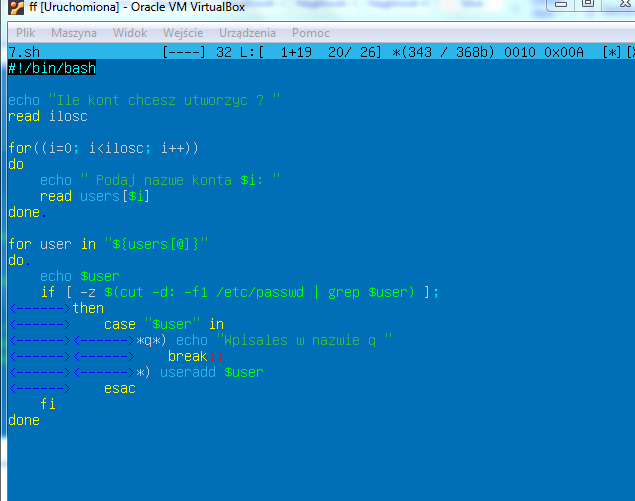 ff [Uruchomiona] - Oracle VM VirtualBox
Plik Maszyna Widok Wejście Urządzenia Pomoc
7.sh [----] 32 L:[ 1+19 20/ 26] *(343 / 368b) 0010 0x00A [*][X
#!/bin/bash
echo "Ile kont chcesz utworzyc ? "
read ilosc
for((i=0; i<ilosc; i++))
do
echo " Podaj nazwe konta $i: "
read users[$i]
done.
for user in "${users[@]}"
do.
echo $user
if [ -z $(cut -d: -f1 /etc/passwd | grep $user) ];
<------>then
<------> case "$user" in
<------><------>*q*) echo "Wpisales w nazwie q "
<------><------> break;;
<------><------>*) useradd $user
<------> esac
fi
done